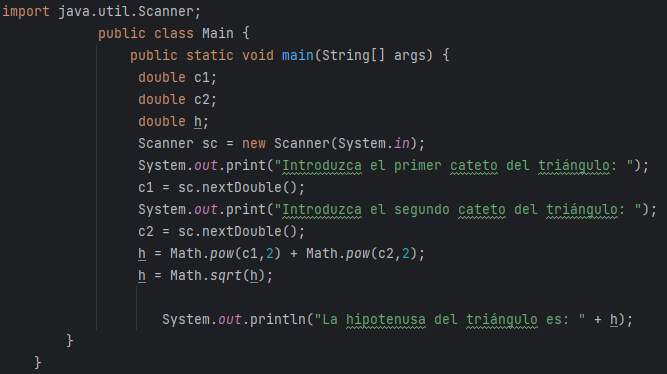 import java.util.Scanner;
public class Main {
public static void main(String[] args) {
double c1;
double c2;
double h;
Scanner sc = new Scanner(System.in);
System.out.print("Introduzca el primer cateto del triángulo: ");
c1 = sc.nextDouble();
System.out.print("Introduzca el segundo cateto del triángulo: ");
c2 = sc.nextDouble();
h = Math.pow(c1,2) + Math.pow(c2,2);
h = Math.sqrt(h);
System.out.println("La hipotenusa del triángulo es: " + h);
}
}